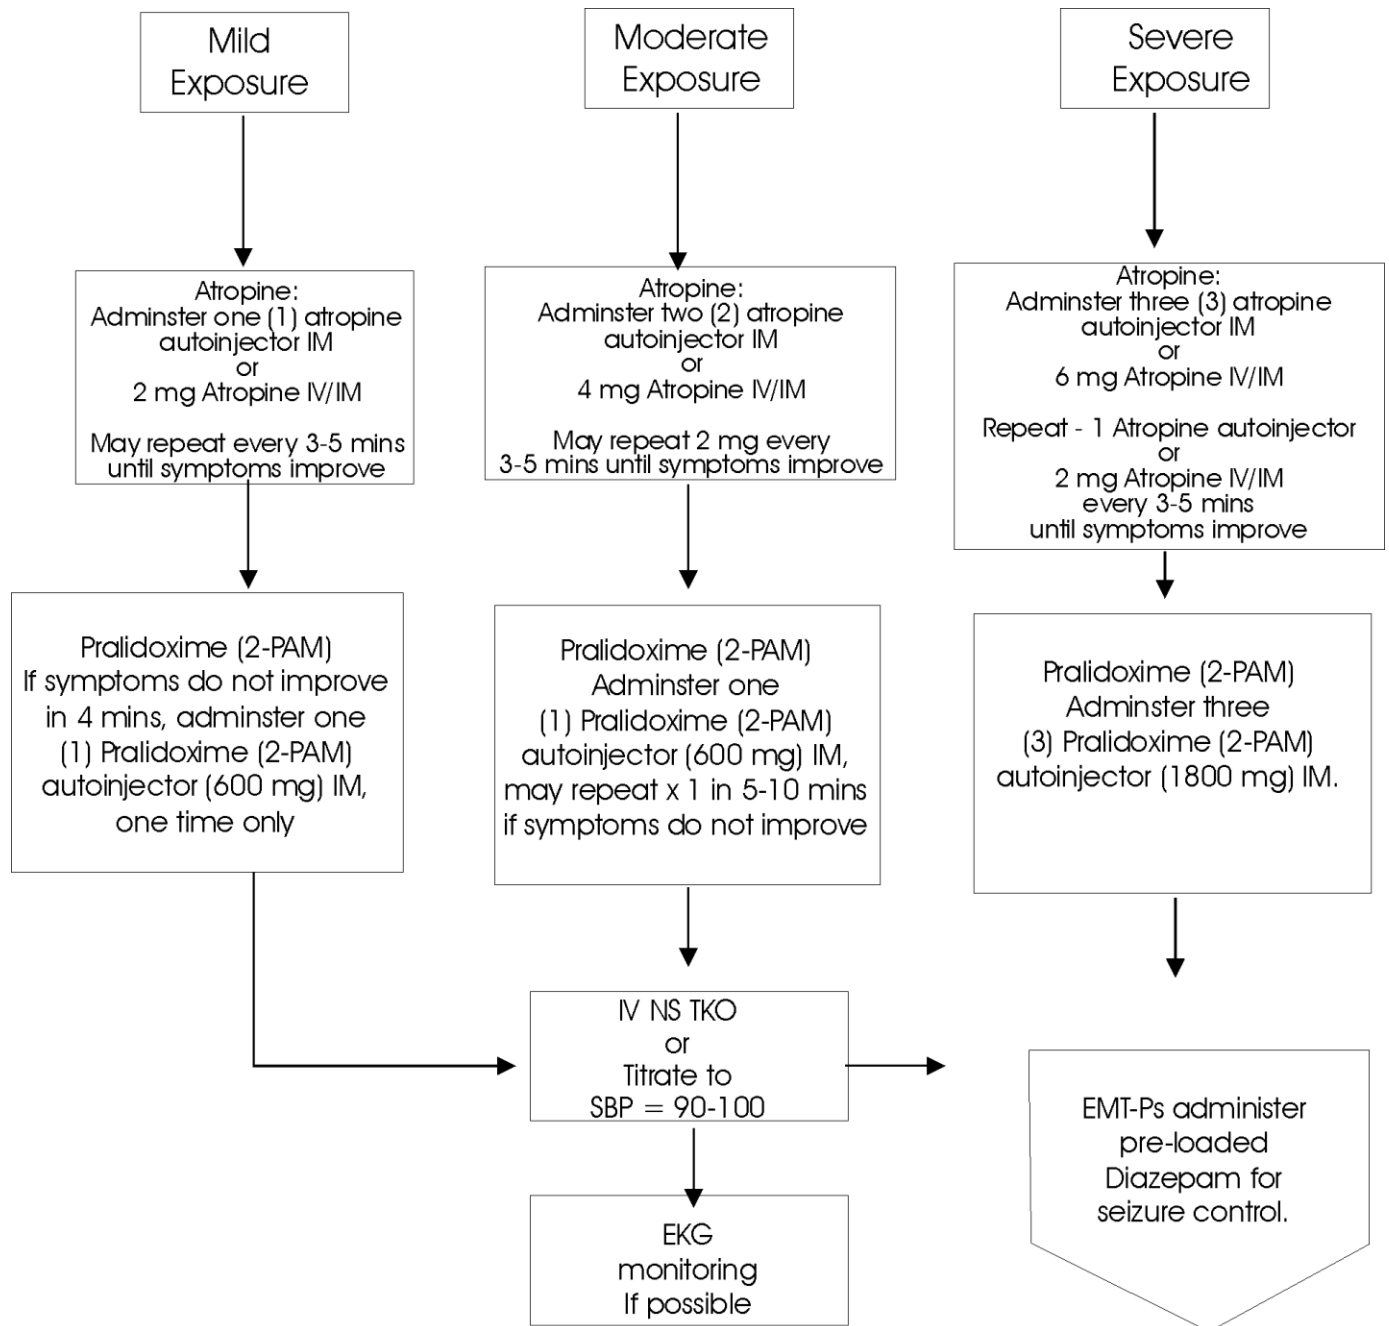 Mild
Exposure
Moderate
Exposure
Severe
Exposure
Atropine:
Adminster one (1) atropine
autoinjector IM
or
2 mg Atropine IV/IM
May repeat every 3-5 mins
until symptoms improve
Atropine:
Adminster two (2) atropine
autoinjector IM
or
4 mg Atropine IV/IM
May repeat 2 mg every
3-5 mins until symptoms improve
Atropine:
Adminster three (3) atropine
autoinjector IM
or
6 mg Atropine IV/IM
Repeat - 1 Atropine autoinjector
or
2 mg Atropine IV/IM
every 3-5 mins
until symptoms improve
Pralidoxime (2-PAM)
If symptoms do not improve
in 4 mins, adminster one
(1) Pralidoxime (2-PAM)
autoinjector (600 mg) IM,
one time only
Pralidoxime (2-PAM)
Adminster one
(1) Pralidoxime (2-PAM)
autoinjector (600 mg) IM,
may repeat x 1 in 5-10 mins
if symptoms do not improve
Pralidoxime (2-PAM)
Adminster three
(3) Pralidoxime (2-PAM)
autoinjector (1800 mg) IM.
IV NS TKO
or
Titrate to
SBP = 90-100
EMT-Ps administer
pre-loaded
Diazepam for
seizure control.
EKG
monitoring
If possible